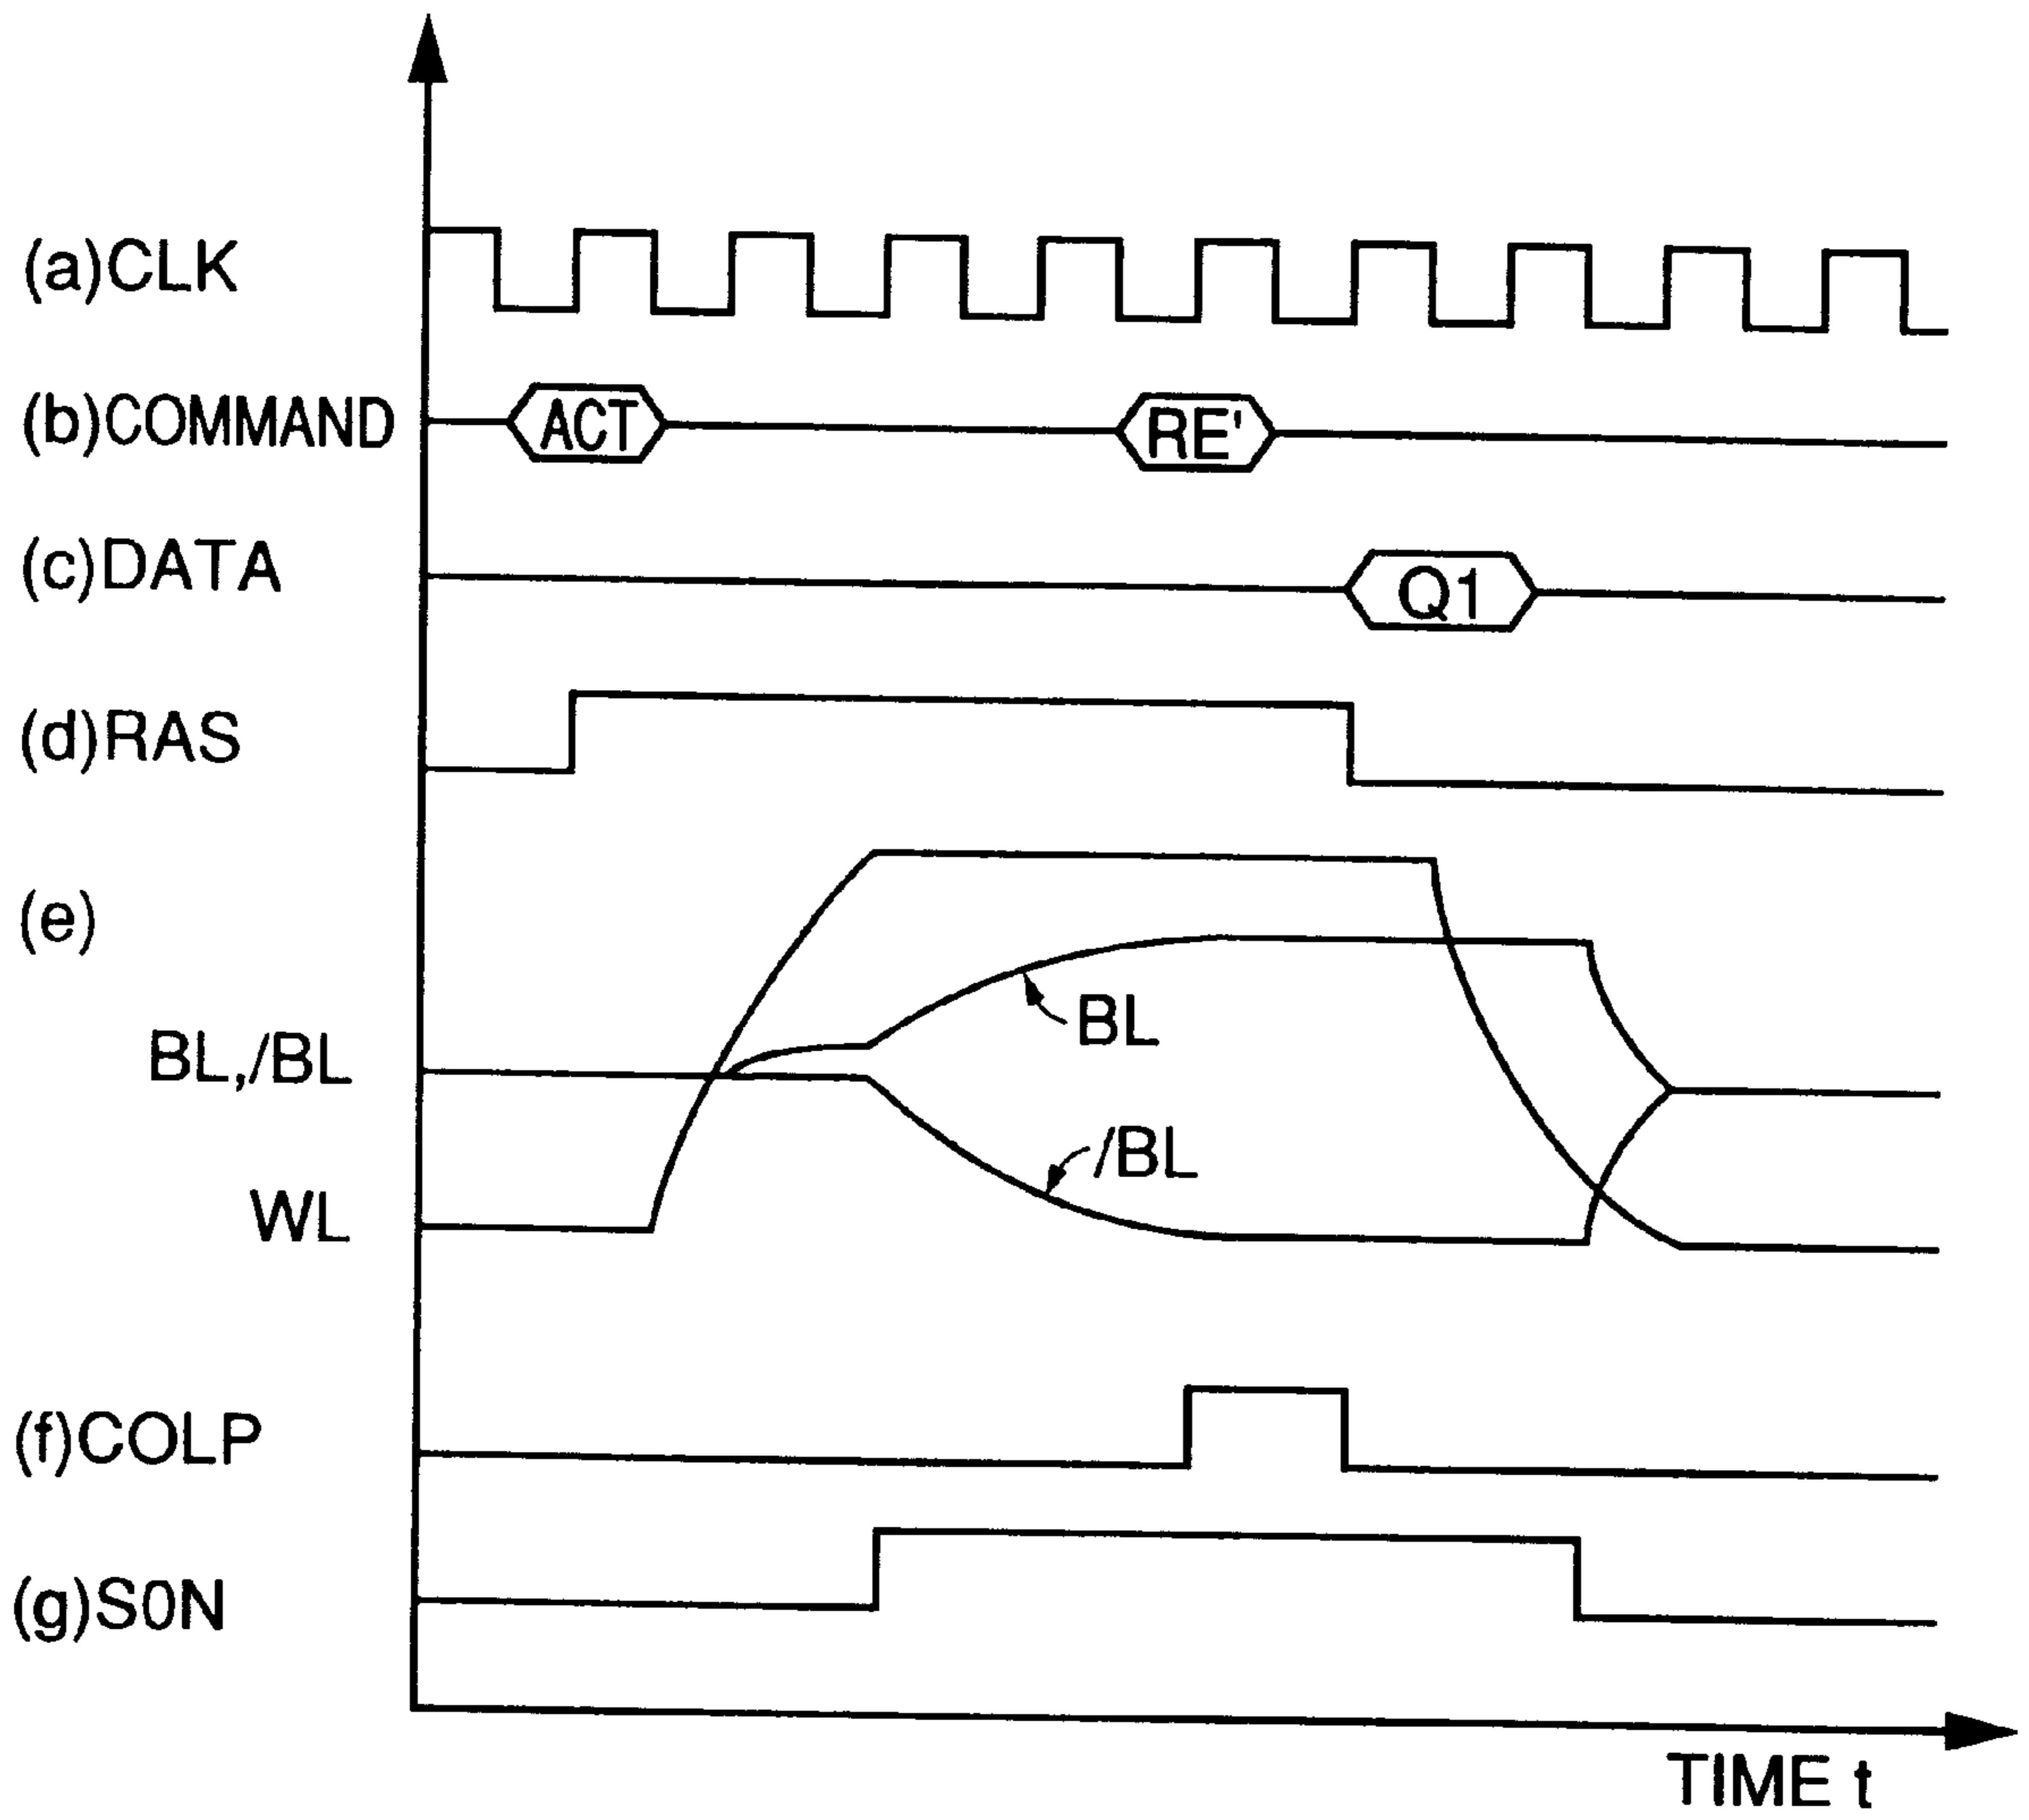 (a)CLK
(b)COMMAND
ACT
RE'
(c)DATA
Q1
(d)RAS
(e)
BL
BL,/BL
/BL
WL
(f)COLP
(g)S0N
TIME t